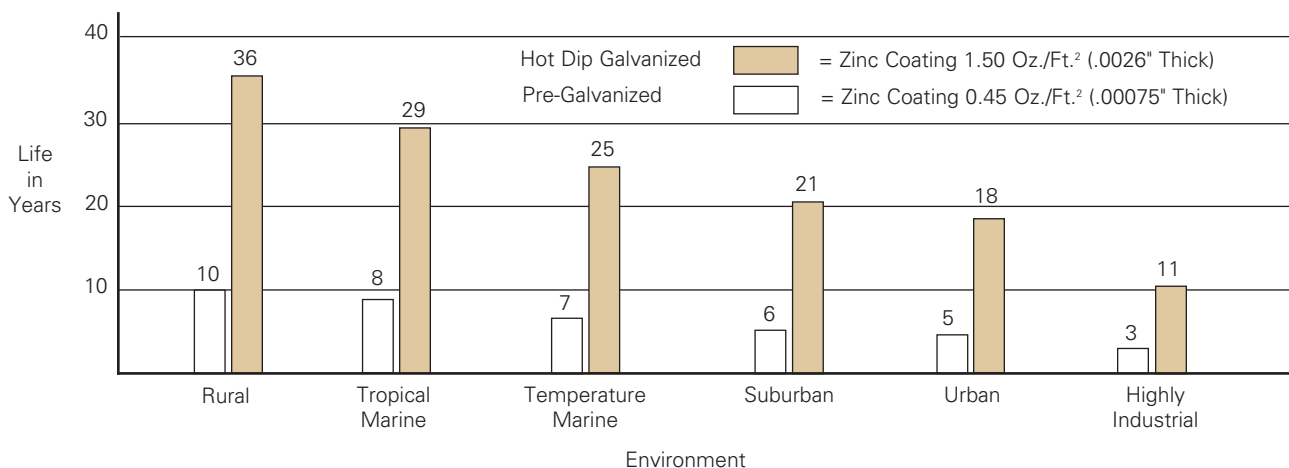 40
30
20
10
Life
in
Years
Hot Dip Galvanized = Zinc Coating 1.50 Oz./Ft.² (.0026" Thick)
Pre-Galvanized = Zinc Coating 0.45 Oz./Ft.² (.00075" Thick)
10
36
8
29
7
25
6
21
5
18
3
11
Rural
Tropical
Marine
Temperature
Marine
Suburban
Urban
Highly
Industrial
Environment